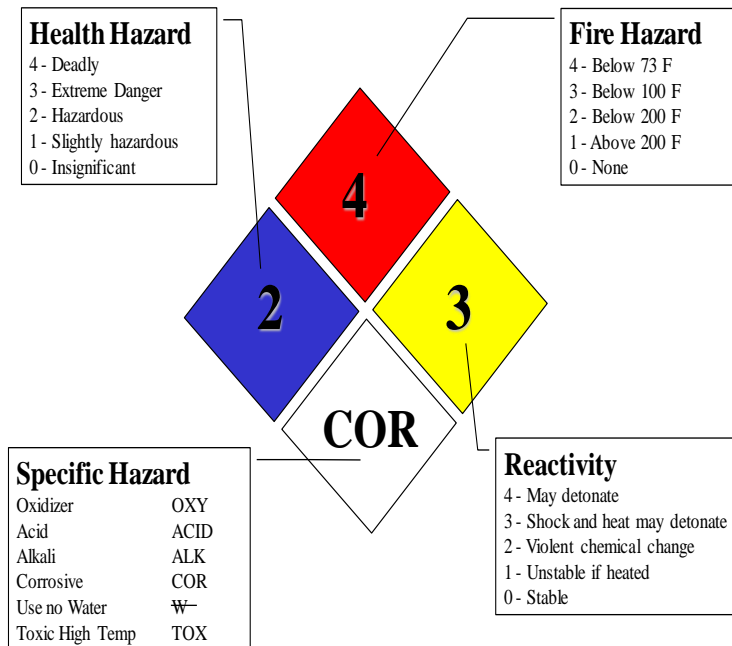 Health Hazard
4 - Deadly
3 - Extreme Danger
2 - Hazardous
1 - Slightly hazardous
0 - Insignificant
Fire Hazard
4 - Below 73 F
3 - Below 100 F
2 - Below 200 F
1 - Above 200 F
0 - None
4
2
3
COR
Specific Hazard
Oxidizer OXY
Acid ACID
Alkali ALK
Corrosive COR
Use no Water W
Toxic High Temp TOX
Reactivity
4 - May detonate
3 - Shock and heat may detonate
2 - Violent chemical change
1 - Unstable if heated
0 - Stable